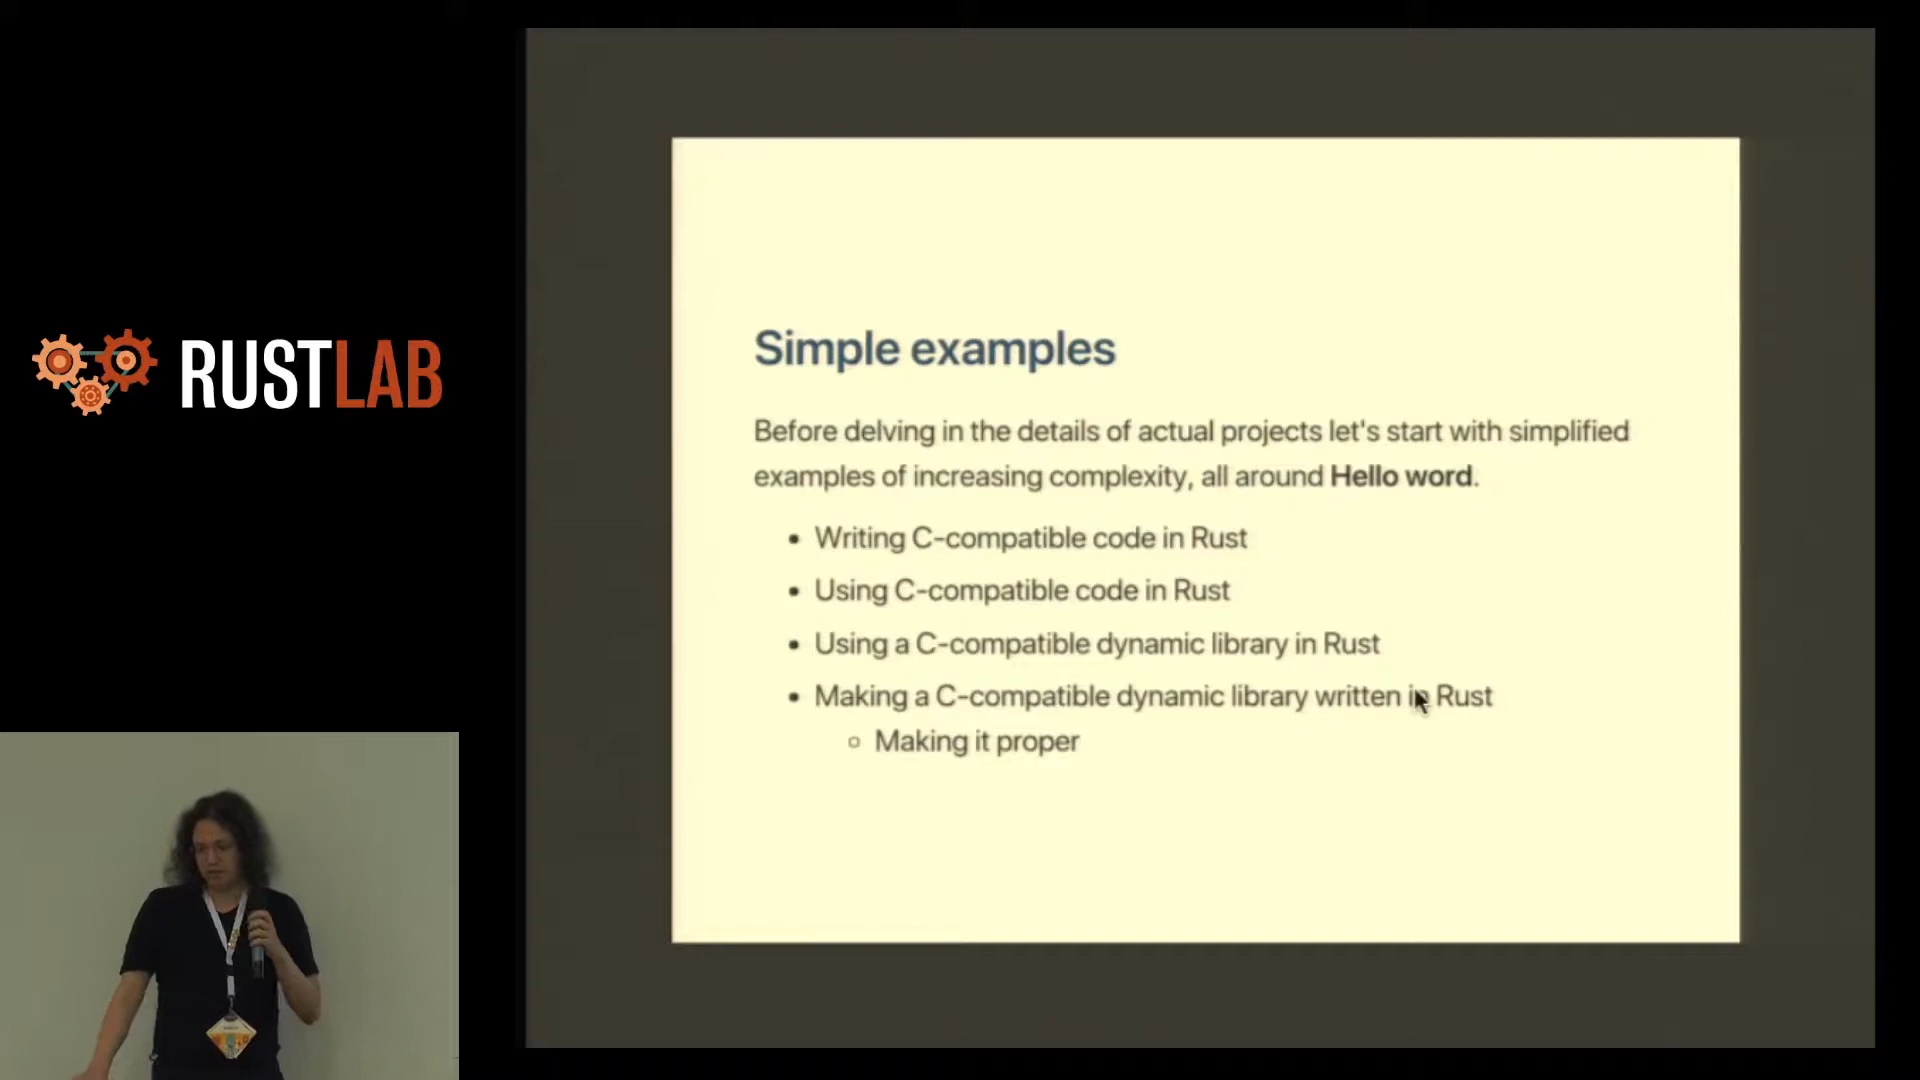 RUSTLAB
Simple examples
Before delving in the details of actual projects let's start with simplified
examples of increasing complexity, all around Hello word.
Writing C-compatible code in Rust
Using C-compatible code in Rust
Using a C-compatible dynamic library in Rust
Making a C-compatible dynamic library written in Rust
Making it proper